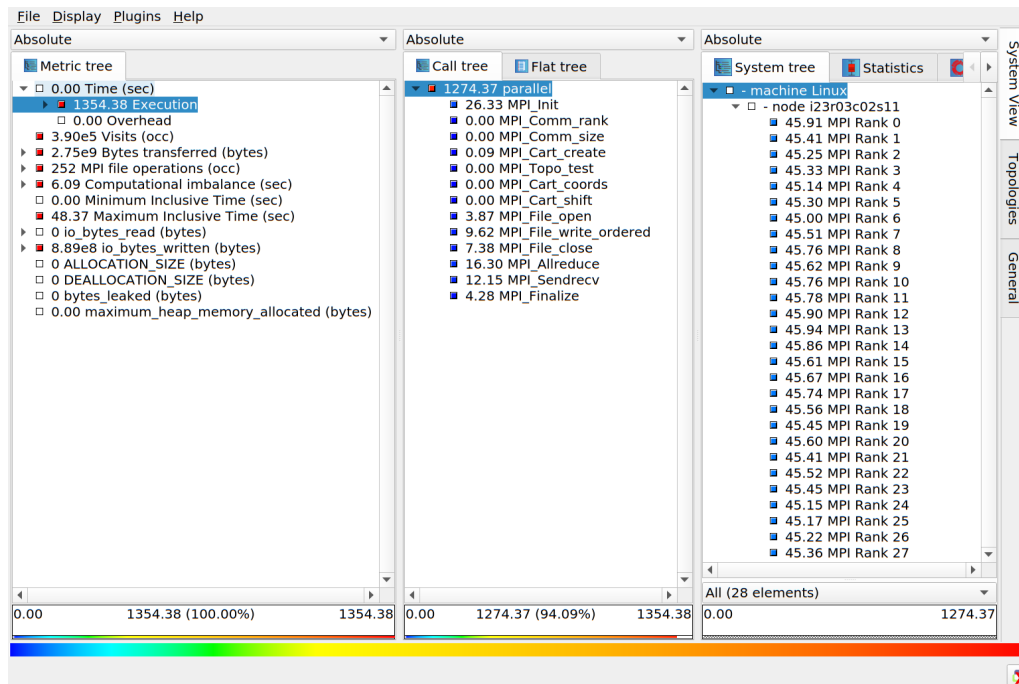 File Display Plugins Help
Absolute
Metric tree
0.00 Time (sec)
1354.38 Execution
0.00 Overhead
3.90e5 Visits (occ)
2.75e9 Bytes transferred (bytes)
252 MPI file operations (occ)
6.09 Computational imbalance (sec)
0.00 Minimum Inclusive Time (sec)
48.37 Maximum Inclusive Time (sec)
0 io_bytes_read (bytes)
8.89e8 io_bytes_written (bytes)
0 ALLOCATION_SIZE (bytes)
0 DEALLOCATION_SIZE (bytes)
0 bytes_leaked (bytes)
0.00 maximum_heap_memory_allocated (bytes)
0.00 1354.38 (100.00%) 1354.38
Absolute
Call tree Flat tree
1274.37 parallel
26.33 MPI_Init
0.00 MPI_Comm_rank
0.00 MPI_Comm_size
0.09 MPI_Cart_create
0.00 MPI_Topo_test
0.00 MPI_Cart_coords
0.00 MPI_Cart_shift
3.87 MPI_File_open
9.62 MPI_File_write_ordered
7.38 MPI_File_close
16.30 MPI_Allreduce
12.15 MPI_Sendrecv
4.28 MPI_Finalize
0.00 1274.37 (94.09%) 1354.38
Absolute
System tree Statistics
- machine Linux
- node i23r03c02s11
45.91 MPI Rank 0
45.41 MPI Rank 1
45.25 MPI Rank 2
45.33 MPI Rank 3
45.14 MPI Rank 4
45.30 MPI Rank 5
45.00 MPI Rank 6
45.51 MPI Rank 7
45.76 MPI Rank 8
45.62 MPI Rank 9
45.76 MPI Rank 10
45.78 MPI Rank 11
45.90 MPI Rank 12
45.94 MPI Rank 13
45.86 MPI Rank 14
45.61 MPI Rank 15
45.67 MPI Rank 16
45.74 MPI Rank 17
45.56 MPI Rank 18
45.45 MPI Rank 19
45.60 MPI Rank 20
45.41 MPI Rank 21
45.52 MPI Rank 22
45.45 MPI Rank 23
45.15 MPI Rank 24
45.17 MPI Rank 25
45.22 MPI Rank 26
45.36 MPI Rank 27
All (28 elements)
0.00 1274.37
System View
Topologies
General